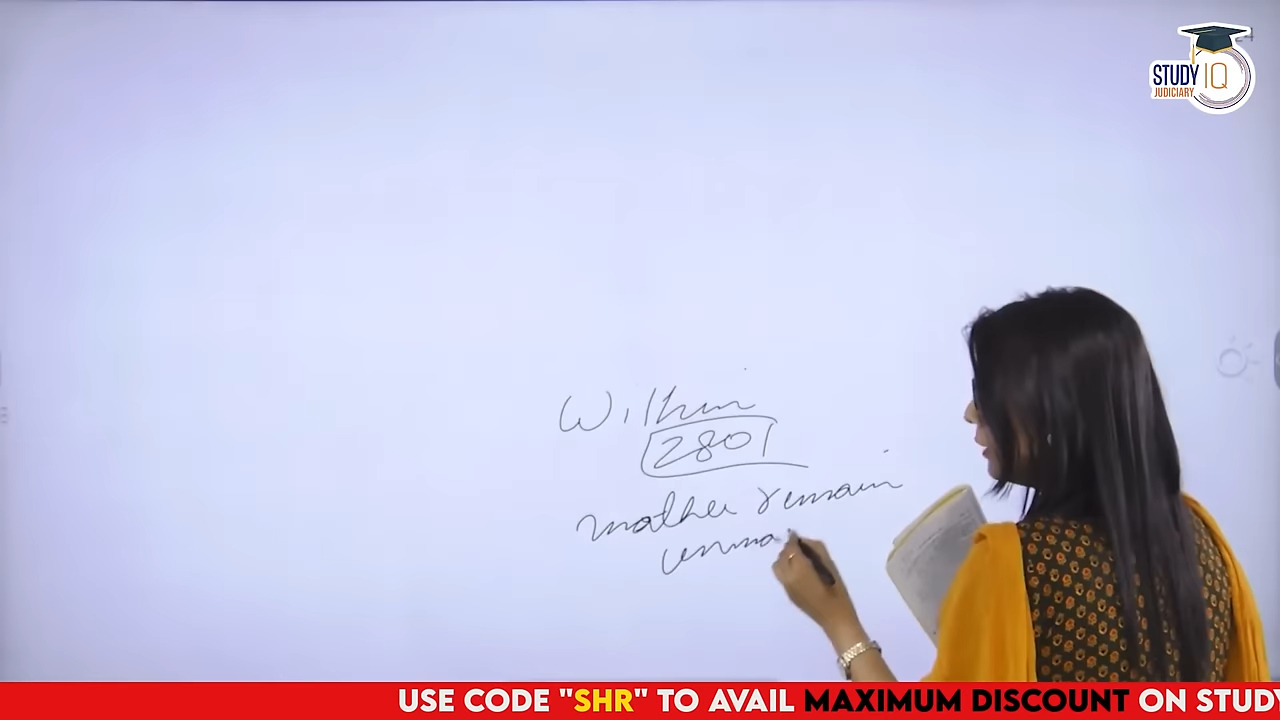 STUDY IQ
JUDICIARY
Within
280
mother remain
unma
USE CODE "SHR" TO AVAIL MAXIMUM DISCOUNT ON STUDY